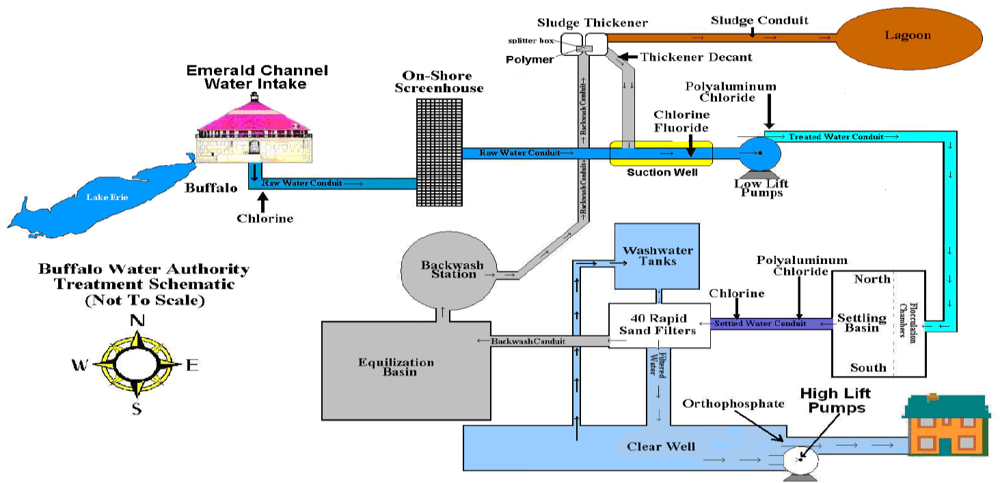 Sludge Thickener
splitter box
Polymer
Sludge Conduit
Lagoon
Thickener Decant
Emerald Channel
Water Intake
On-Shore
Screenhouse
Backwash Conduit
Polyaluminum
Chloride
Chlorine
Fluoride
Treated Water Conduit
Raw Water Conduit
Suction Well
Low Lift
Pumps
Buffalo
Raw Water Conduit
Lake Erie
Chlorine
Backwash Conduit
Buffalo Water Authority
Treatment Schematic
(Not To Scale)
N
W
E
S
Backwash
Station
Washwater
Tanks
Polyaluminum
Chloride
Chlorine
North
Settling
Basin
South
Flocculation
Chambers
Settled Water Conduit
40 Rapid
Sand Filters
Backwash Conduit
Equilization
Basin
Filtered
Water
Orthophosphate
High Lift
Pumps
Clear Well